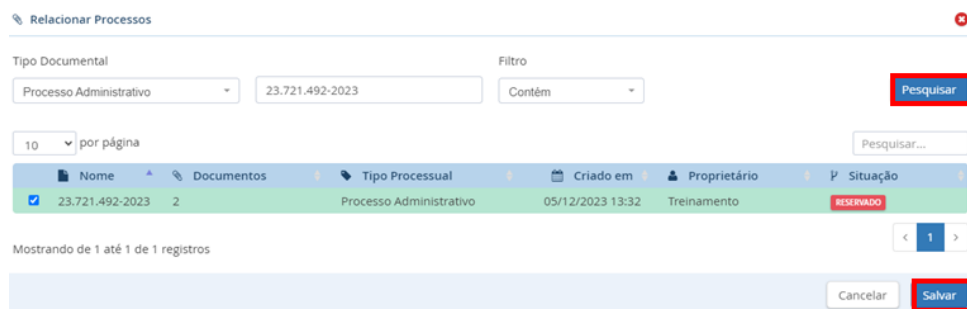 Relacionar Processos
Tipo Documental
Filtro
Processo Administrativo
23.721.492-2023
Contém
Pesquisar
10 por página
Pesquisar...
Nome Documentos Tipo Processual Criado em Proprietário Situação
23.721.492-2023 2 Processo Administrativo 05/12/2023 13:32 Treinamento RESERVADO
1
Mostrando de 1 até 1 de 1 registros
Cancelar Salvar